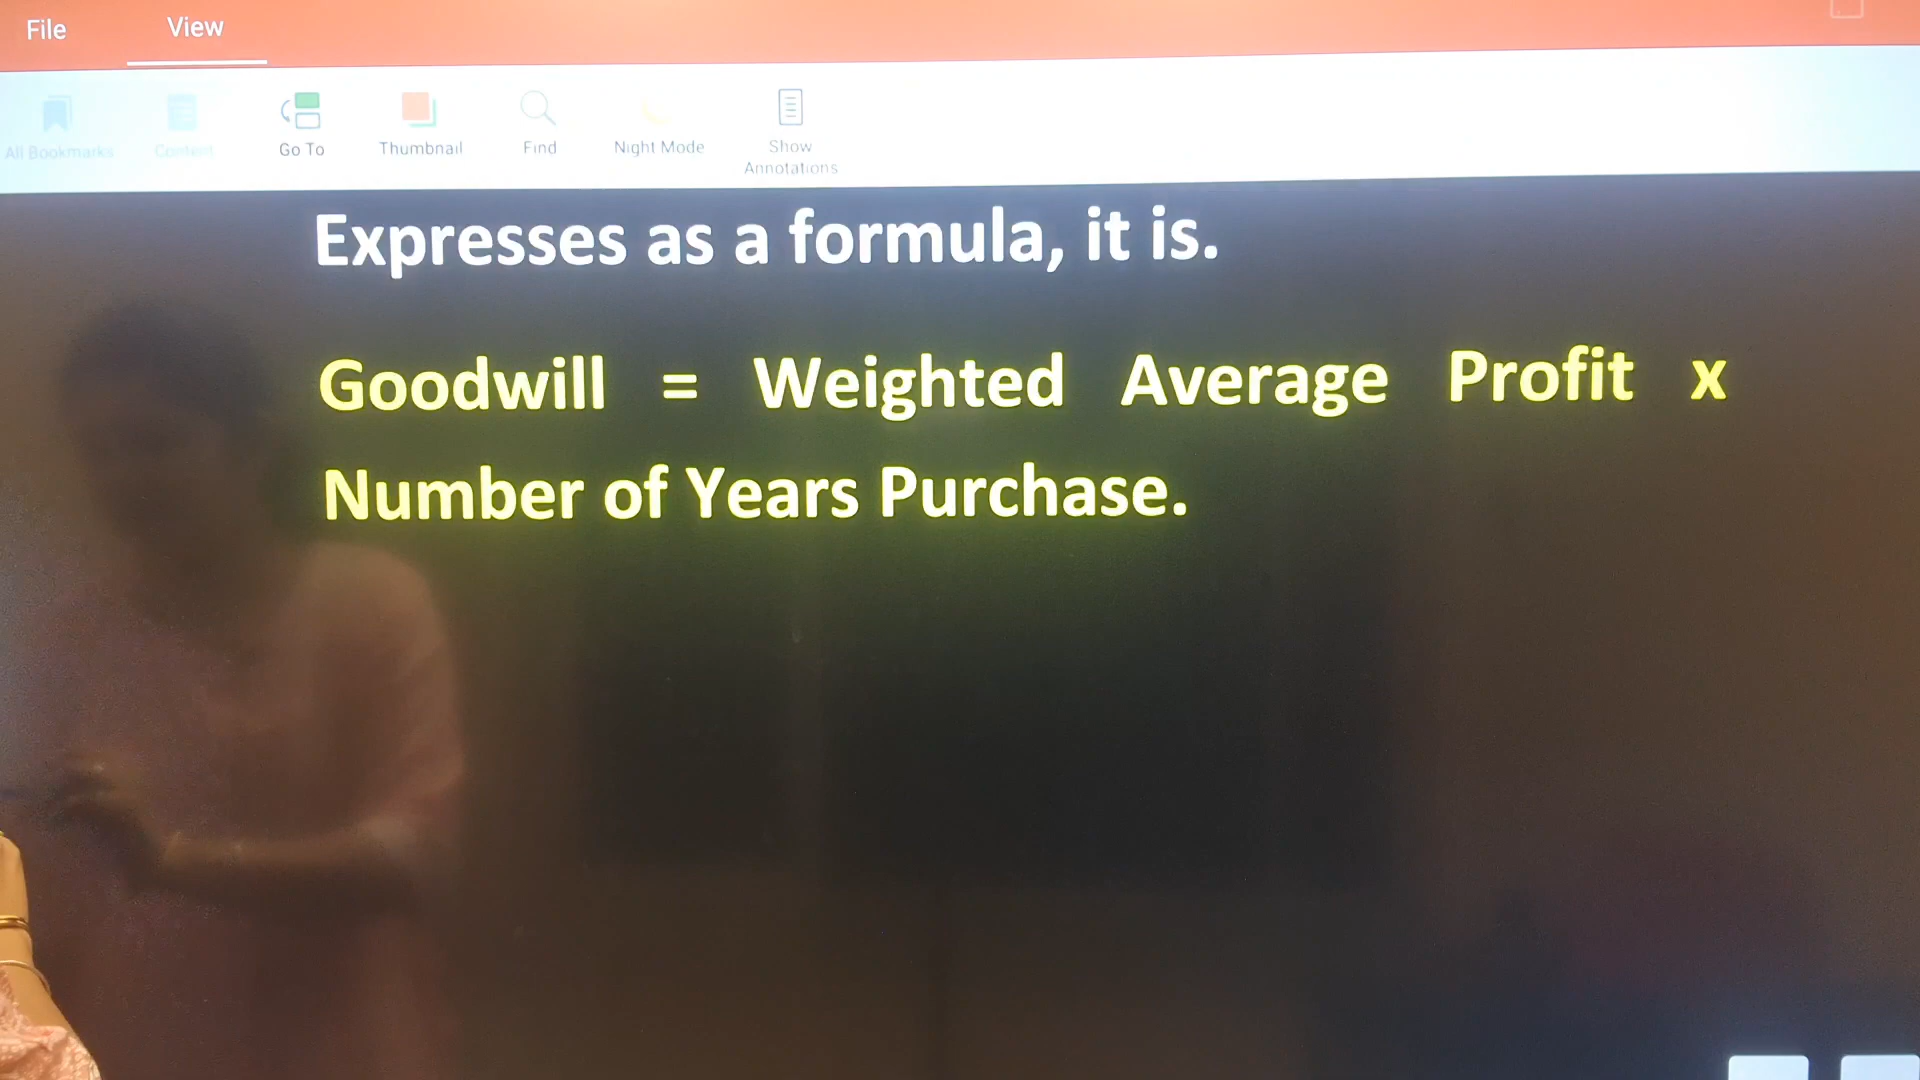 File View
All Bookmarks Content Go To Thumbnail Find Night Mode Show Annotations
Expresses as a formula, it is.
Goodwill = Weighted Average Profit x
Number of Years Purchase.